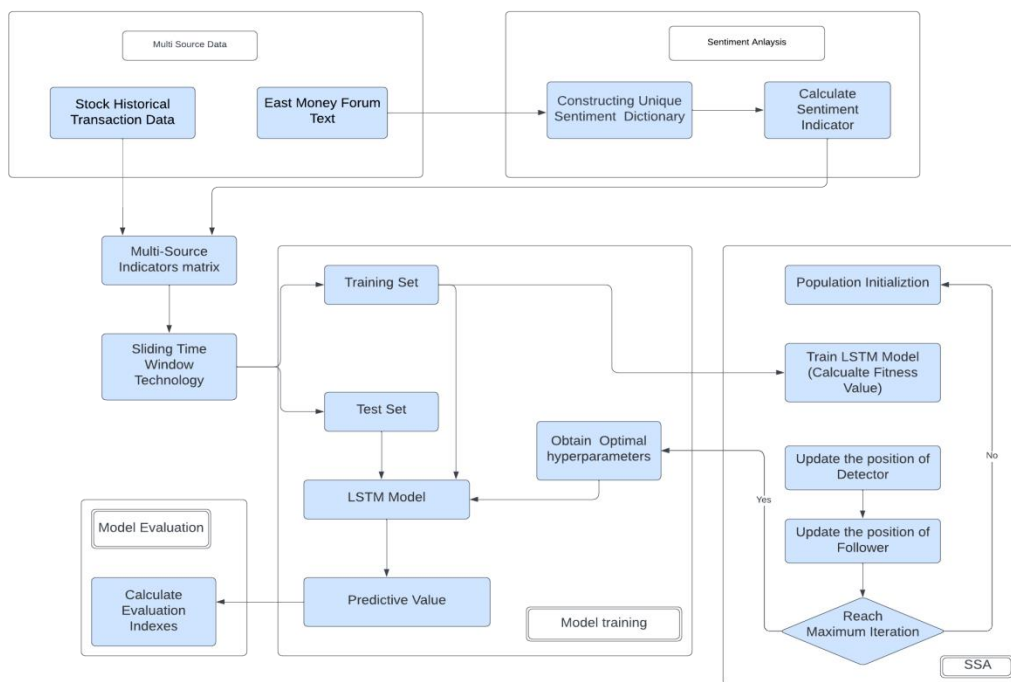 Multi Source Data
Sentiment Anlaysis
Stock Historical
Transaction Data
East Money Forum
Text
Constructing Unique
Sentiment Dictionary
Calculate
Sentiment
Indicator
Multi-Source
Indicators matrix
Training Set
Population Initializtion
Sliding Time
Window
Technology
Train LSTM Model
(Calcualte Fitness
Value)
Test Set
Obtain Optimal
hyperparameters
Update the position of
Detector
No
Yes
LSTM Model
Model Evaluation
Update the position of
Follower
Calculate
Evaluation
Indexes
Predictive Value
Model training
Reach
Maximum Iteration
SSA